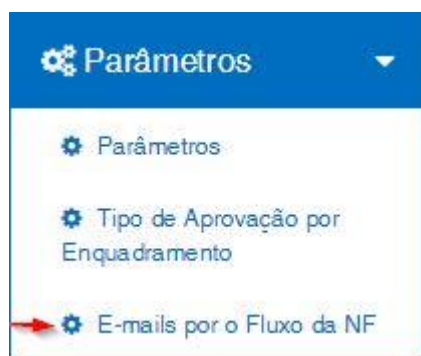 Parâmetros
Parâmetros
Tipo de Aprovação por
Enquadramento
E-mails por o Fluxo da NF